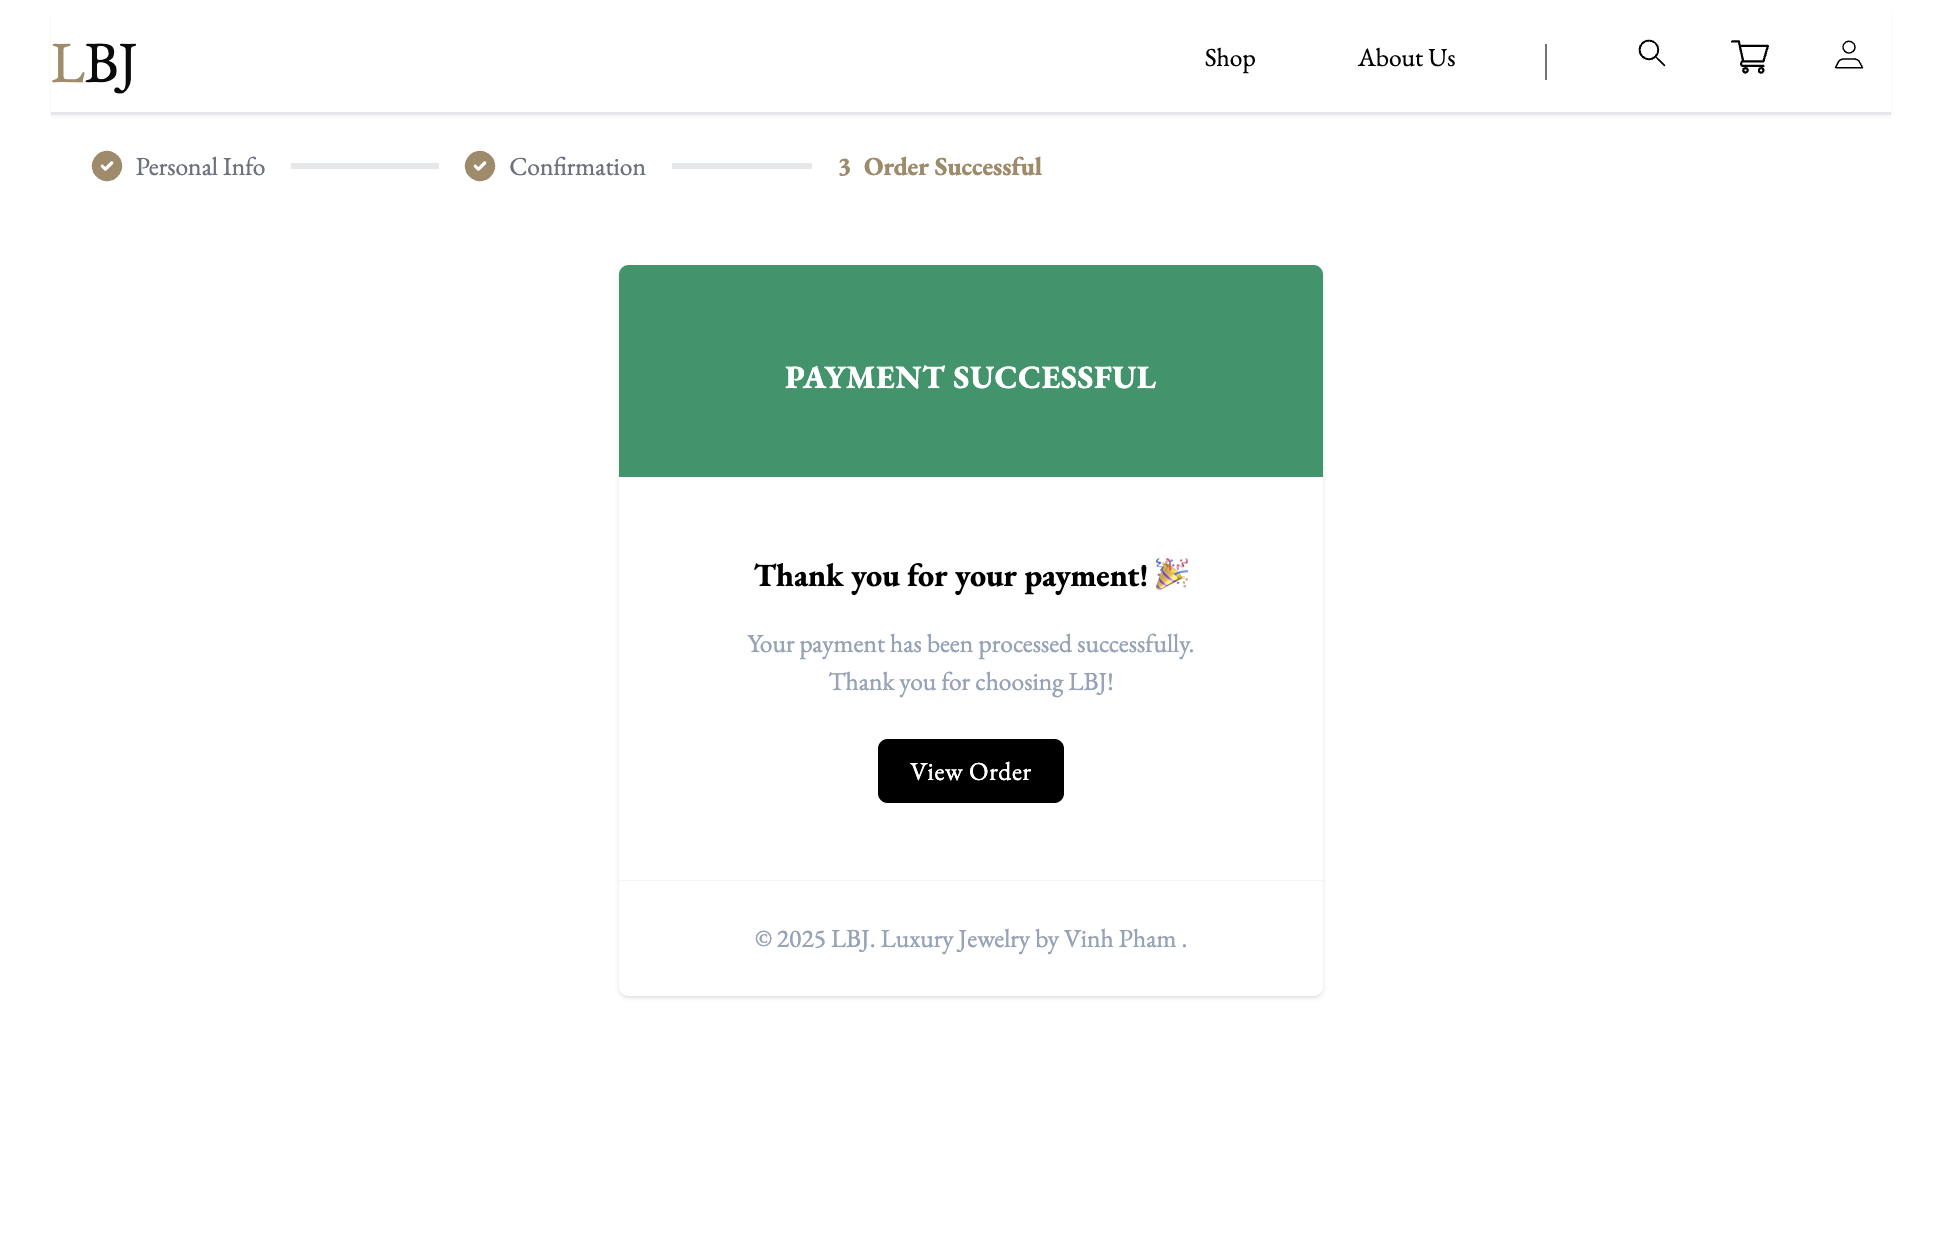 LBJ
Shop About Us
Personal Info Confirmation 3 Order Successful
PAYMENT SUCCESSFUL
Thank you for your payment! 🎉
Your payment has been processed successfully.
Thank you for choosing LBJ!
View Order
© 2025 LBJ. Luxury Jewelry by Vinh Pham .